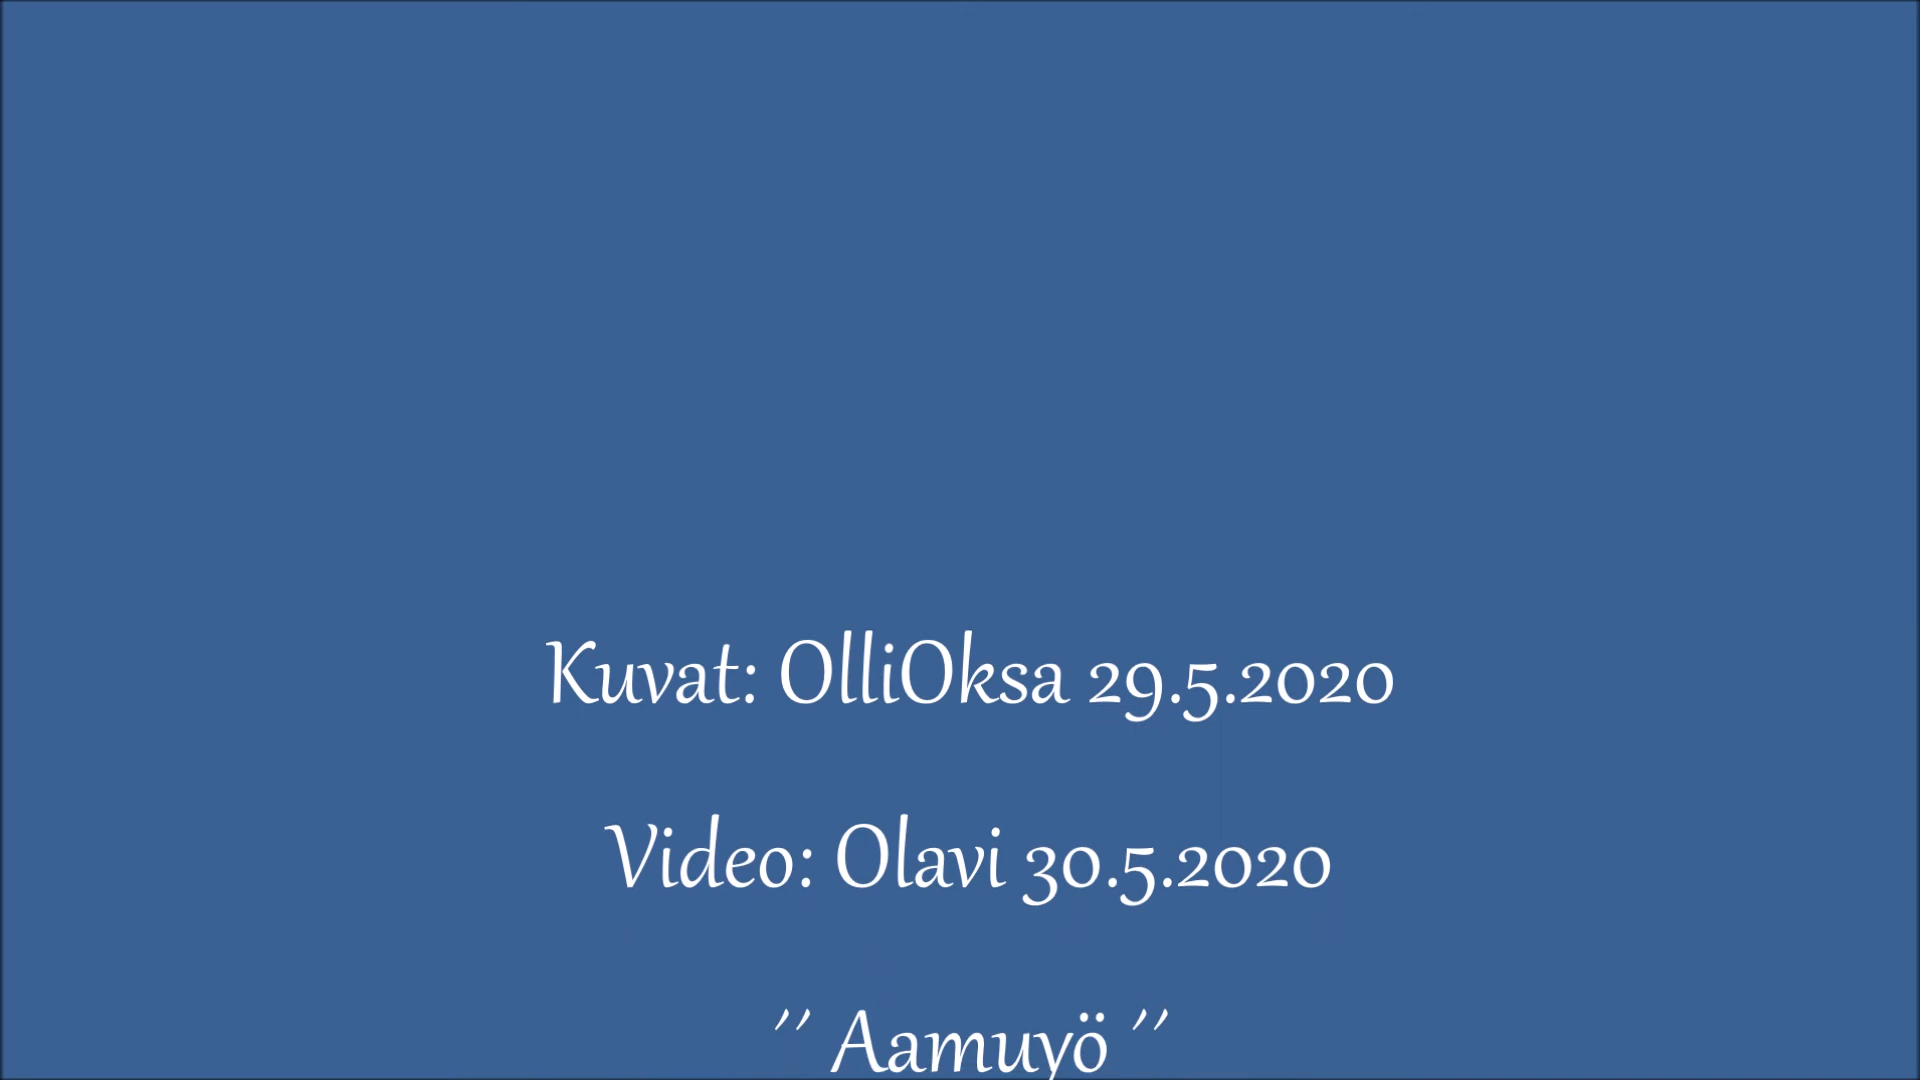 Kuvat: OlliOksa 29.5.2020
Video: Olavi 30.5.2020
’’ Aamuyö ’’